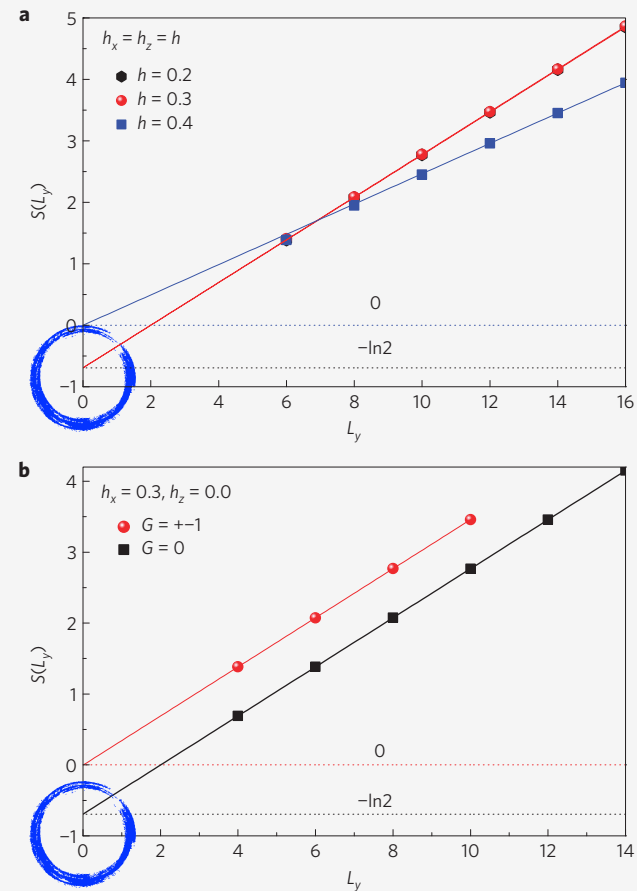 a
5
4
3
2
1
0
−1
S(L_y)
h_x = h_z = h
h = 0.2
h = 0.3
h = 0.4
0
−ln2
0 2 4 6 8 10 12 14 16
L_y
b
4
3
2
1
0
−1
S(L_y)
h_x = 0.3, h_z = 0.0
G = +−1
G = 0
0
−ln2
0 2 4 6 8 10 12 14
L_y